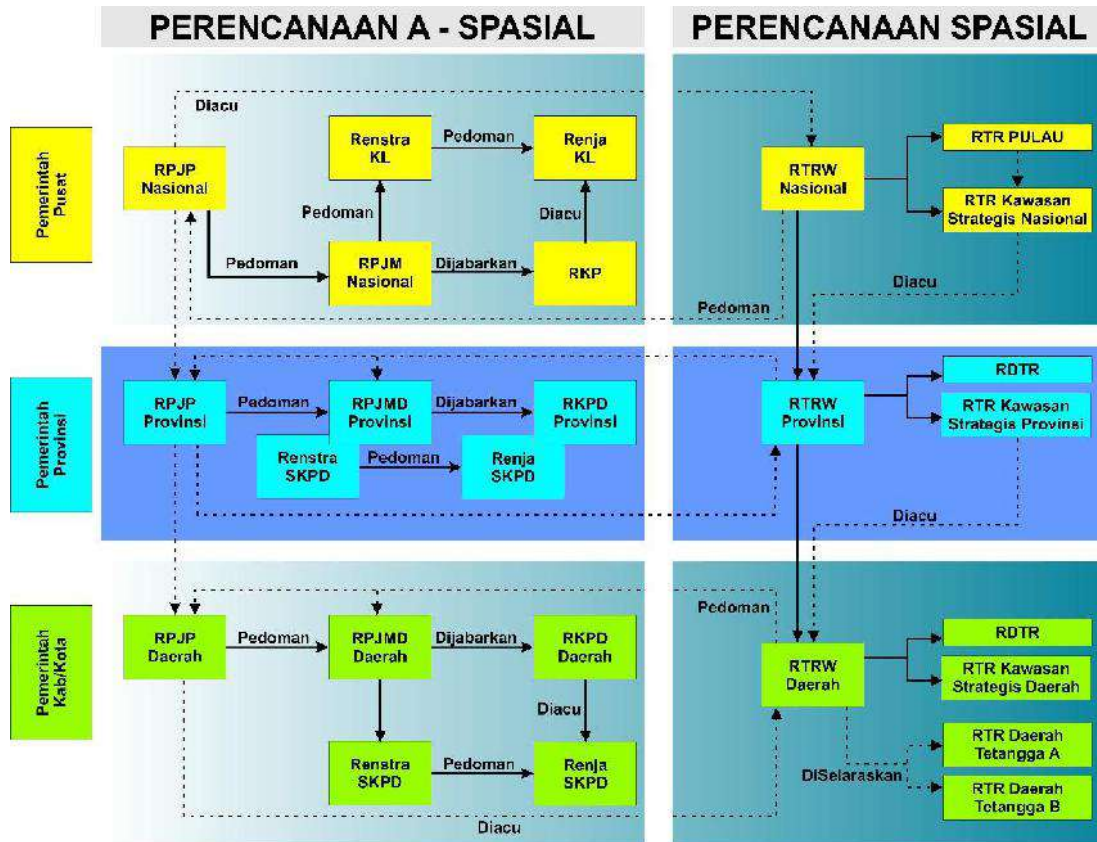 PERENCANAAN A - SPASIAL
PERENCANAAN SPASIAL
Pemerintah
Pusat
Diacu
RPJP
Nasional
Renstra
KL
Pedoman
Renja
KL
Pedoman
Diacu
Pedoman
RPJM
Nasional
Dijabarkan
RKP
RTRW
Nasional
RTR PULAU
RTR Kawasan
Strategis Nasional
Diacu
Pedoman
Pemerintah
Provinsi
RPJP
Provinsi
Pedoman
RPJMD
Provinsi
Dijabarkan
RKPD
Provinsi
Renstra
SKPD
Pedoman
Renja
SKPD
RTRW
Provinsi
RDTR
RTR Kawasan
Strategis Provinsi
Diacu
Pemerintah
Kab/Kota
RPJP
Daerah
Pedoman
RPJMD
Daerah
Dijabarkan
RKPD
Daerah
Diacu
Renstra
SKPD
Pedoman
Renja
SKPD
Diacu
Pedoman
RTRW
Daerah
RDTR
RTR Kawasan
Strategis Daerah
DiSelaraskan
RTR Daerah
Tetangga A
RTR Daerah
Tetangga B